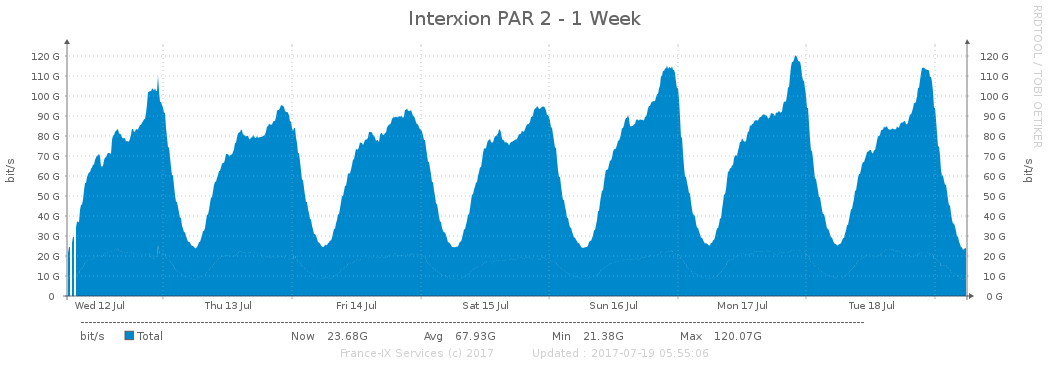 Interxion PAR 2 - 1 Week
RRDTOOL / TOBI OETIKER
bit/s
120 G 120 G
110 G 110 G
100 G 100 G
90 G 90 G
80 G 80 G
70 G 70 G
60 G 60 G
50 G 50 G
40 G 40 G
30 G 30 G
20 G 20 G
10 G 10 G
0 0 G
bit/s
Wed 12 Jul Thu 13 Jul Fri 14 Jul Sat 15 Jul Sun 16 Jul Mon 17 Jul Tue 18 Jul
bit/s Total Now 23.68G Avg 67.93G Min 21.38G Max 120.07G
France-IX Services (c) 2017 Updated : 2017-07-19 05:55:06